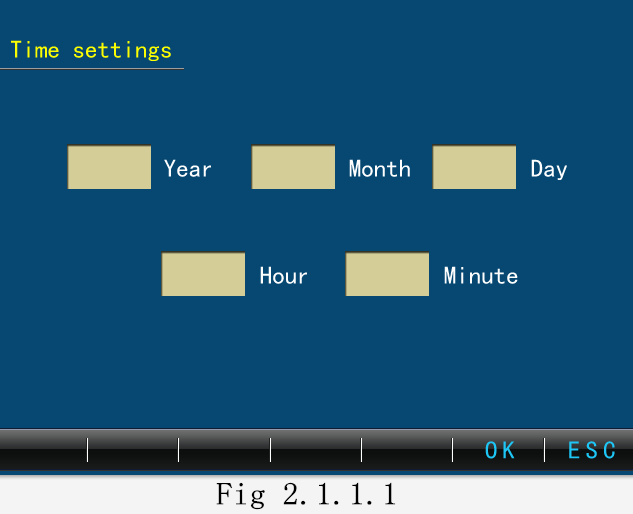 Time settings
Year Month Day
Hour Minute
OK ESC
Fig 2.1.1.1